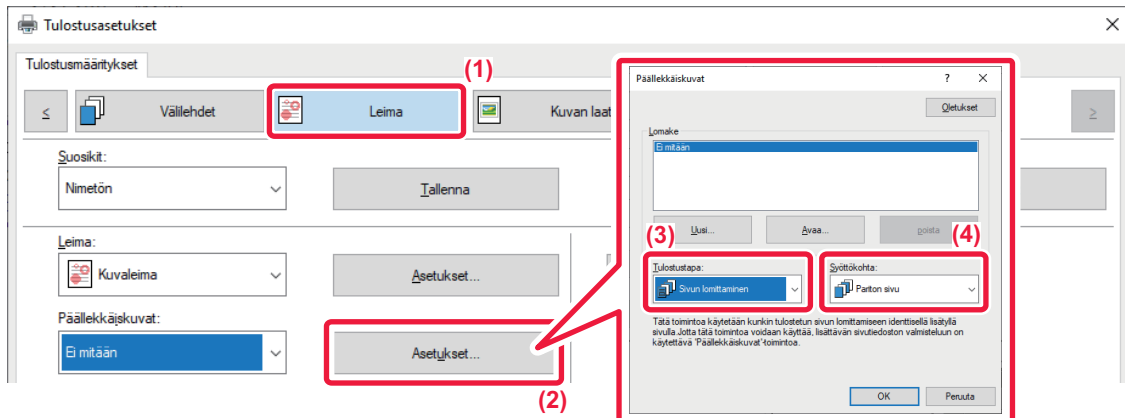 Tulostusasetukset
Tulostusmääritykset
(1)
≤
Välilehdet
Leima
Kuvan laat
≥
Suosikit:
Nimetön
Tallenna
Leima:
Kuvaleima
Asetukset...
Päällekkäiskuvat:
Ei mitään
Asetukset...
(2)
Päällekkäiskuvat
?
Oletukset
Lomake
Ei mitään
Uusi...
Avaa...
poista
(3)
(4)
Tulostustapa:
Syöttökohta:
Sivun lomittaminen
Pariton sivu
Tätä toimintoa käytetään kunkin tulostetun sivun lomittamiseen identtisellä lisätyllä
sivulla Jotta tätä toimintoa voidaan käyttää, lisättävän sivutiedoston valmisteluun on
käytettävä 'Päällekkäiskuvat'-toimintoa.
OK
Peruuta